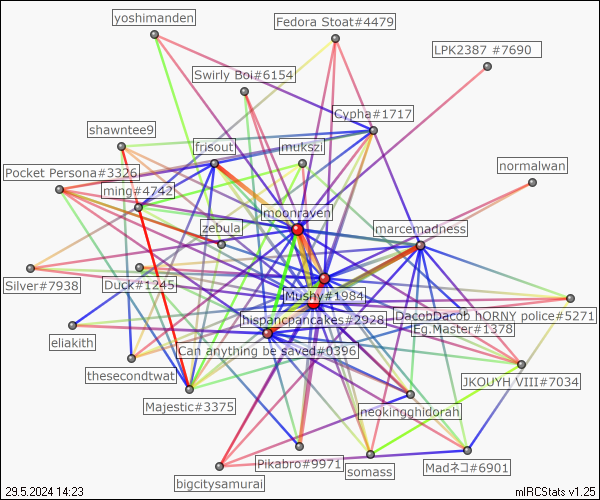 yoshimanden
Fedora Stoat#4479
LPK2387 #7690
Swirly Boi#6154
Cypha#1717
shawntee9
frisout
mukszi
normalwan
Pocket Persona#3326
ming#4742
moonraven
zebula
marcemadness
Silver#7938
Duck#1245
Mushy#1984
DacobDacob hORNY police#5271
hispancpancakes#2928
Eg.Master#1378
eliakith
Can anything be saved#0396
thesecondtwat
JKOUYH VIII#7034
Majestic#3375
neokingghidorah
Pikabro#9971
somass
Madネコ#6901
bigcitysamurai
29.5.2024 14:23
mIRCStats v1.25